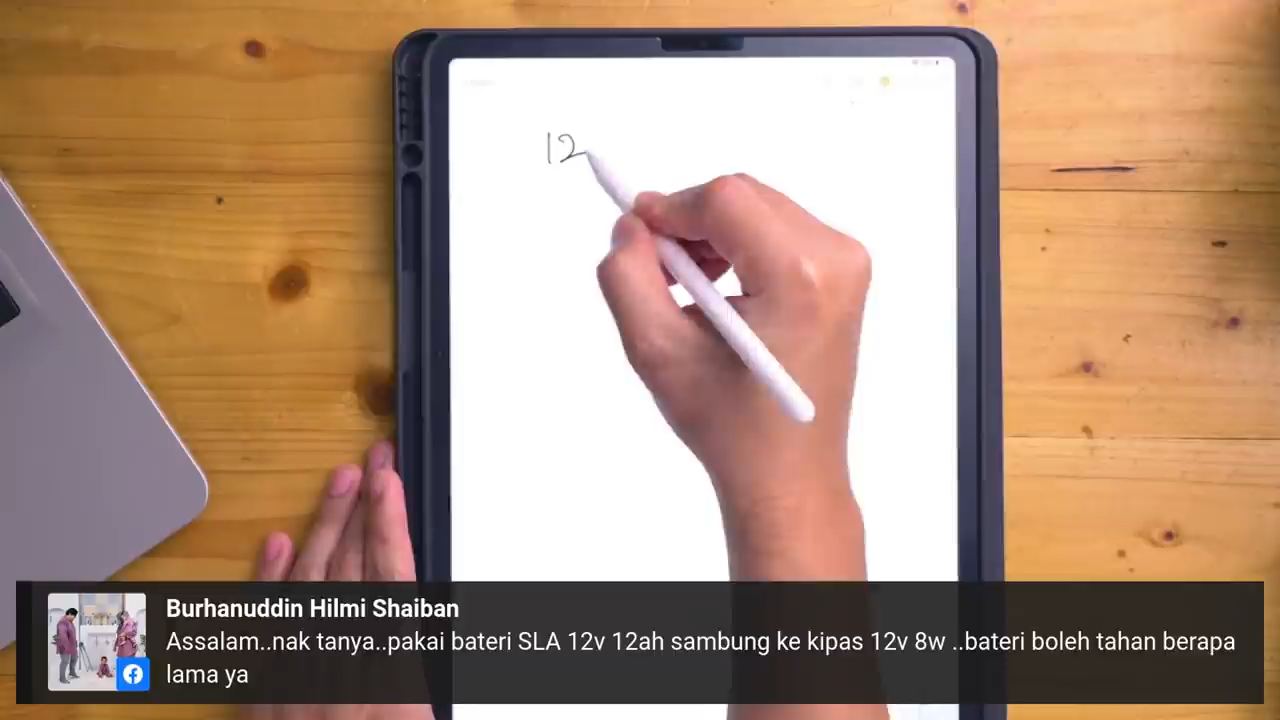 12
Burhanuddin Hilmi Shaiban
Assalam..nak tanya..pakai bateri SLA 12v 12ah sambung ke kipas 12v 8w ..bateri boleh tahan berapa
lama ya